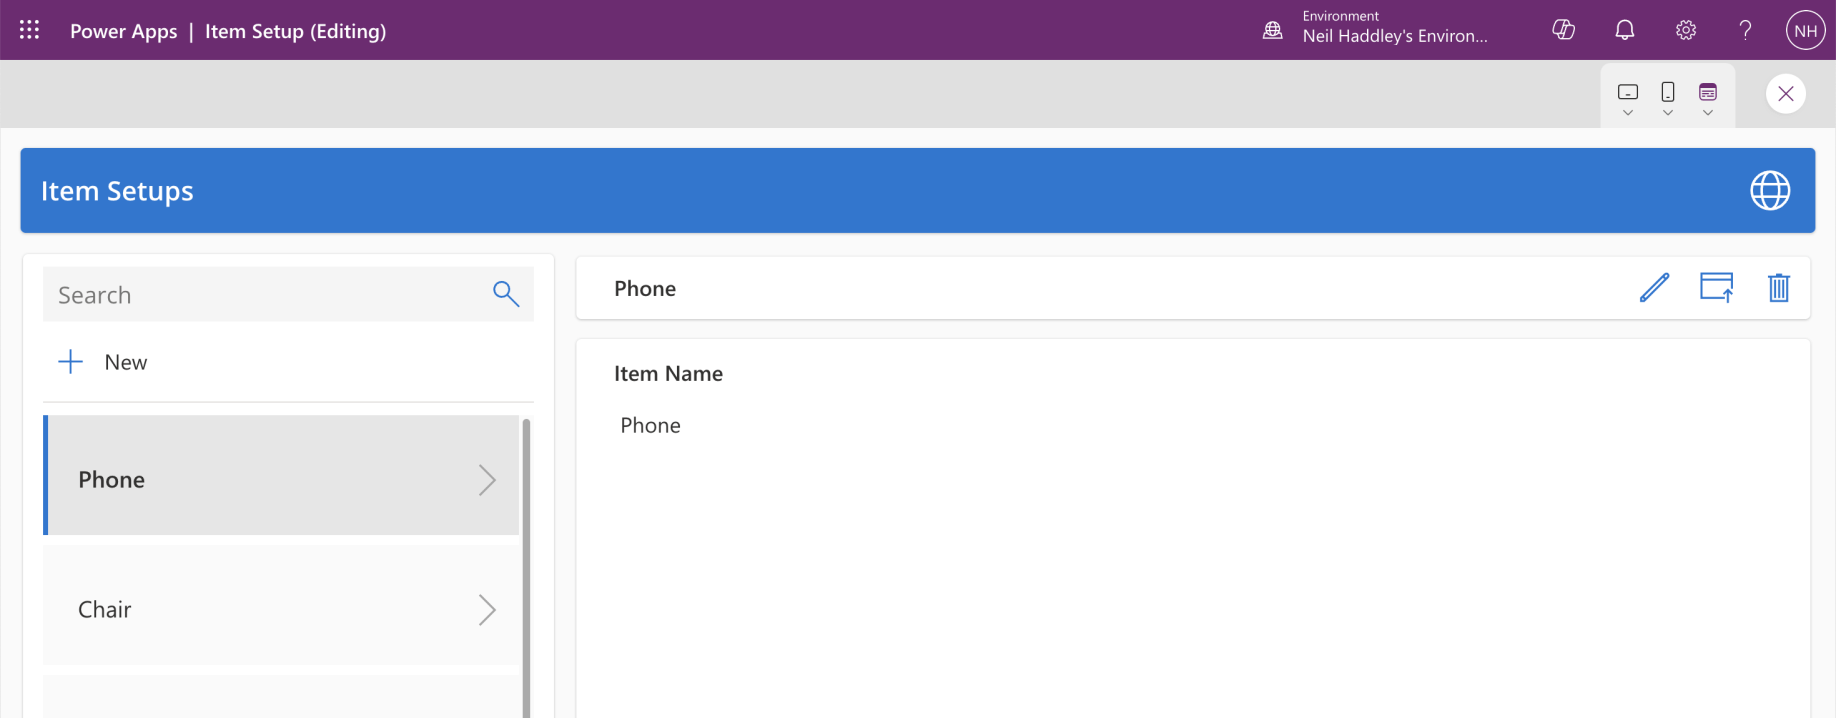 Power Apps | Item Setup (Editing)
Environment
Neil Haddley's Environ...
NH
Item Setups
Search
New
Phone
Chair
Phone
Item Name
Phone